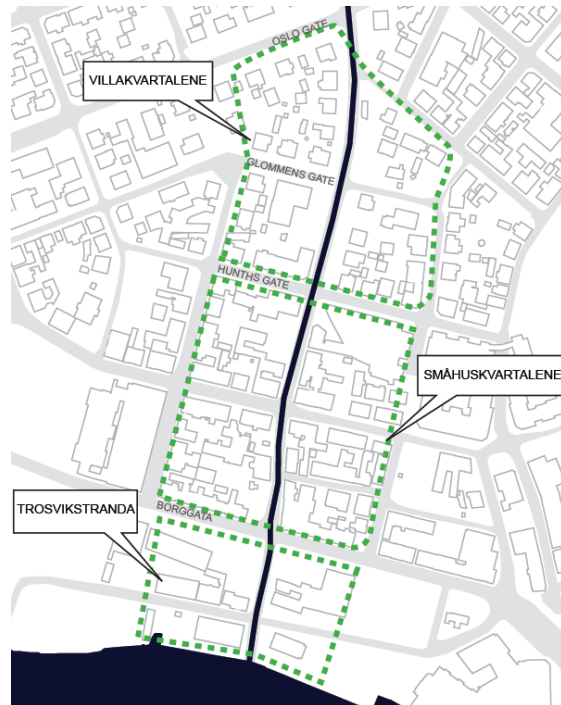 OSLO GATE
VILLAKVARTALENE
GLOMMENS GATE
HUNTHS GATE
SMÅHUSKVARTALENE
TROSVIKSTRANDA
BORGGATA